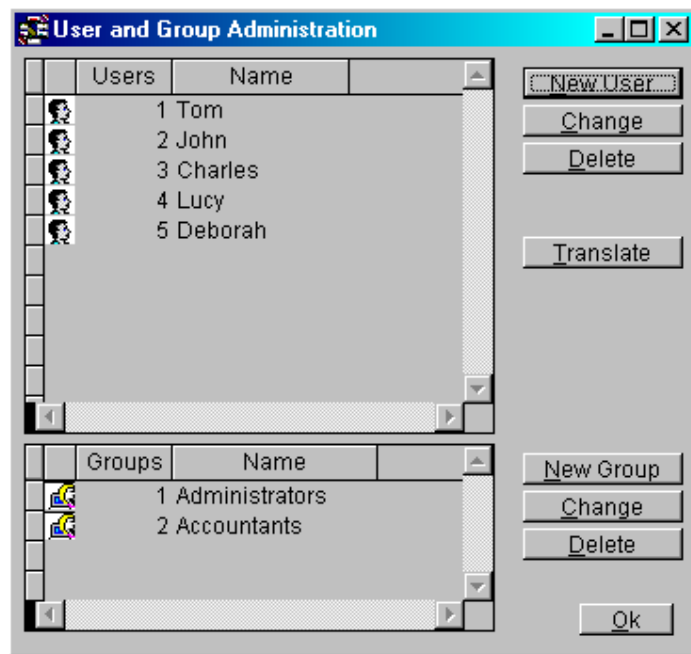 User and Group Administration
Users Name
1 Tom
2 John
3 Charles
4 Lucy
5 Deborah
New User
Change
Delete
Translate
Groups Name
1 Administrators
2 Accountants
New Group
Change
Delete
Ok